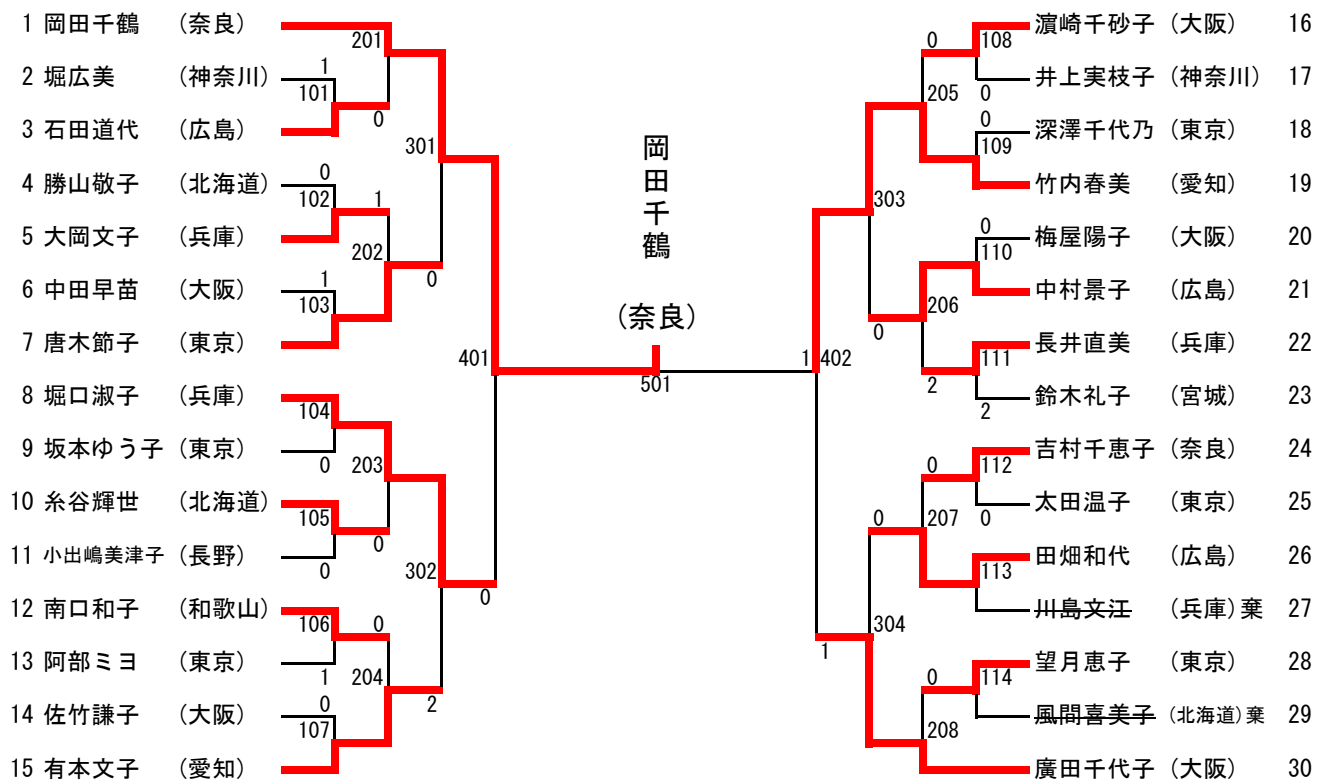 1 岡田千鶴 (奈良)
2 堀広美 (神奈川)
3 石田道代 (広島)
4 勝山敬子 (北海道)
5 大岡文子 (兵庫)
6 中田早苗 (大阪)
7 唐木節子 (東京)
8 堀口淑子 (兵庫)
9 坂本ゆう子 (東京)
10 糸谷輝世 (北海道)
11 小出嶋美津子 (長野)
12 南口和子 (和歌山)
13 阿部ミヨ (東京)
14 佐竹謙子 (大阪)
15 有本文子 (愛知)
201
1
101
0
301
0
102
1
202
0
1
103
401
104
0
203
105
0
0
302
0
106
0
1
204
2
0
107
岡田千鶴
(奈良)
501
0
108
0
205
0
109
303
0
110
206
0
111
2
2
1
402
0
112
0
207
0
113
304
1
0
114
208
濵崎千砂子 (大阪) 16
井上実枝子 (神奈川) 17
深澤千代乃 (東京) 18
竹内春美 (愛知) 19
梅屋陽子 (大阪) 20
中村景子 (広島) 21
長井直美 (兵庫) 22
鈴木礼子 (宮城) 23
吉村千恵子 (奈良) 24
太田温子 (東京) 25
田畑和代 (広島) 26
川島文江 (兵庫) 棄 27
望月恵子 (東京) 28
風間喜美子 (北海道) 棄 29
廣田千代子 (大阪) 30